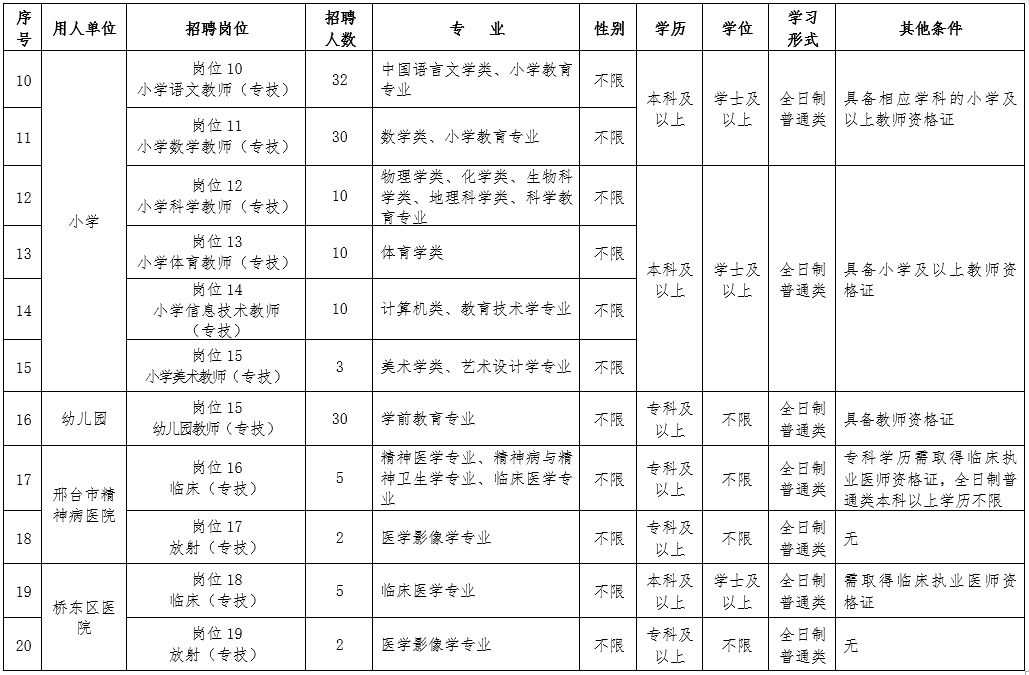 序号 用人单位 招聘岗位 招聘人数 专 业 性别 学历 学位 学习形式 其他条件
10 小学 岗位10
小学语文教师（专技） 32 中国语言文学类、小学教育
专业 不限 本科及
以上 学士及
以上 全日制
普通类 具备相应学科的小学及
以上教师资格证
11 岗位11
小学数学教师（专技） 30 数学类、小学教育专业 不限
12 岗位12
小学科学教师（专技） 10 物理学类、化学类、生物科
学类、地理科学类、科学教
育专业 不限 本科及
以上 学士及
以上 全日制
普通类 具备小学及以上教师资
格证
13 岗位13
小学体育教师（专技） 10 体育学类 不限
14 岗位14
小学信息技术教师
（专技） 10 计算机类、教育技术学专业 不限
15 岗位15
小学美术教师（专技） 3 美术学类、艺术设计学专业 不限
16 幼儿园 岗位15
幼儿园教师（专技） 30 学前教育专业 不限 专科及
以上 不限 全日制
普通类 具备教师资格证
17 邢台市精
神病医院 岗位16
临床（专技） 5 精神医学专业、精神病与精
神卫生学专业、临床医学专
业 不限 专科及
以上 不限 全日制
普通类 专科学历需取得临床执
业医师资格证，全日制普
通类本科以上学历不限
18 岗位17
放射（专技） 2 医学影像学专业 不限 专科及
以上 不限 全日制
普通类 无
19 桥东区医
院 岗位18
临床（专技） 5 临床医学专业 不限 本科及
以上 学士及
以上 全日制
普通类 需取得临床执业医师资
格证
20 岗位19
放射（专技） 2 医学影像学专业 不限 专科及
以上 不限 全日制
普通类 无